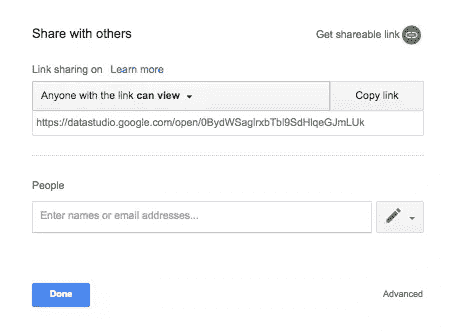 Share with others
Get shareable link
Link sharing on Learn more
Anyone with the link can view
Copy link
https://datastudio.google.com/open/0BydWSaglrxbTbl9SdHlqeGJmLUk
People
Enter names or email addresses...
Done
Advanced